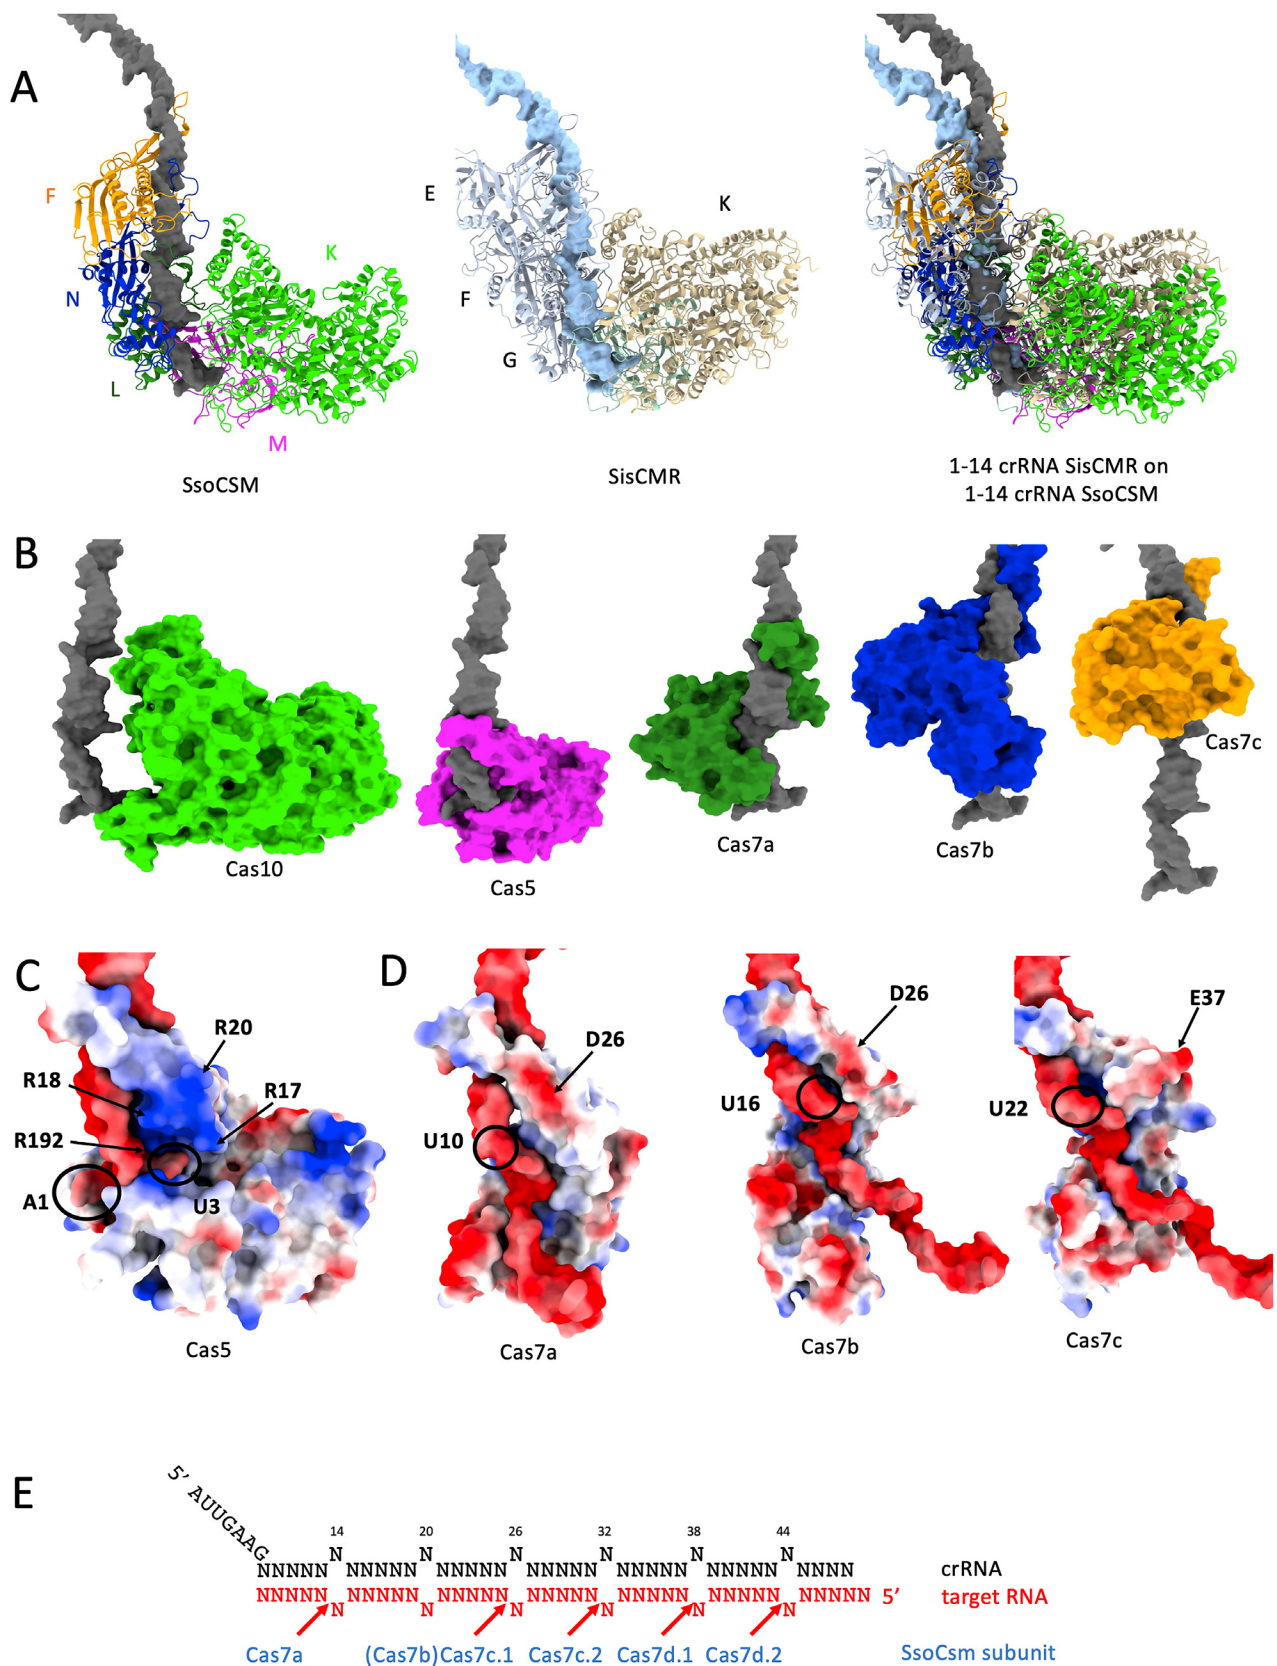 A
F
N
L
K
M
SsoCSM
E
F
G
K
SisCMR
1-14 crRNA SisCMR on
1-14 crRNA SsoCSM
B
Cas10
Cas5
Cas7a
Cas7b
Cas7c
C
R20
R18
R17
R192
A1
U3
Cas5
D
D26
U10
Cas7a
D26
U16
Cas7b
E37
U22
Cas7c
E
5’ AUUGAAG
14 20 26 32 38 44
N N N N N N
NNNNN NNNNN NNNNN NNNNN NNNNN NNNNN NNNN crRNA
NNNNN NNNNN NNNNN NNNNN NNNNN NNNNN NNNNN 5’ target RNA
N N N N N N
Cas7a (Cas7b) Cas7c.1 Cas7c.2 Cas7d.1 Cas7d.2 SsoCsm subunit